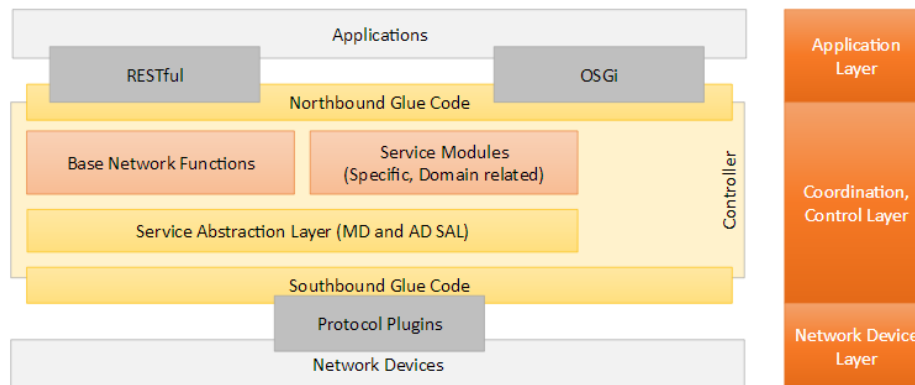 Applications
RESTful
OSGi
Northbound Glue Code
Base Network Functions
Service Modules
(Specific, Domain related)
Service Abstraction Layer (MD and AD SAL)
Controller
Southbound Glue Code
Protocol Plugins
Network Devices
Application
Layer
Coordination,
Control Layer
Network Device
Layer